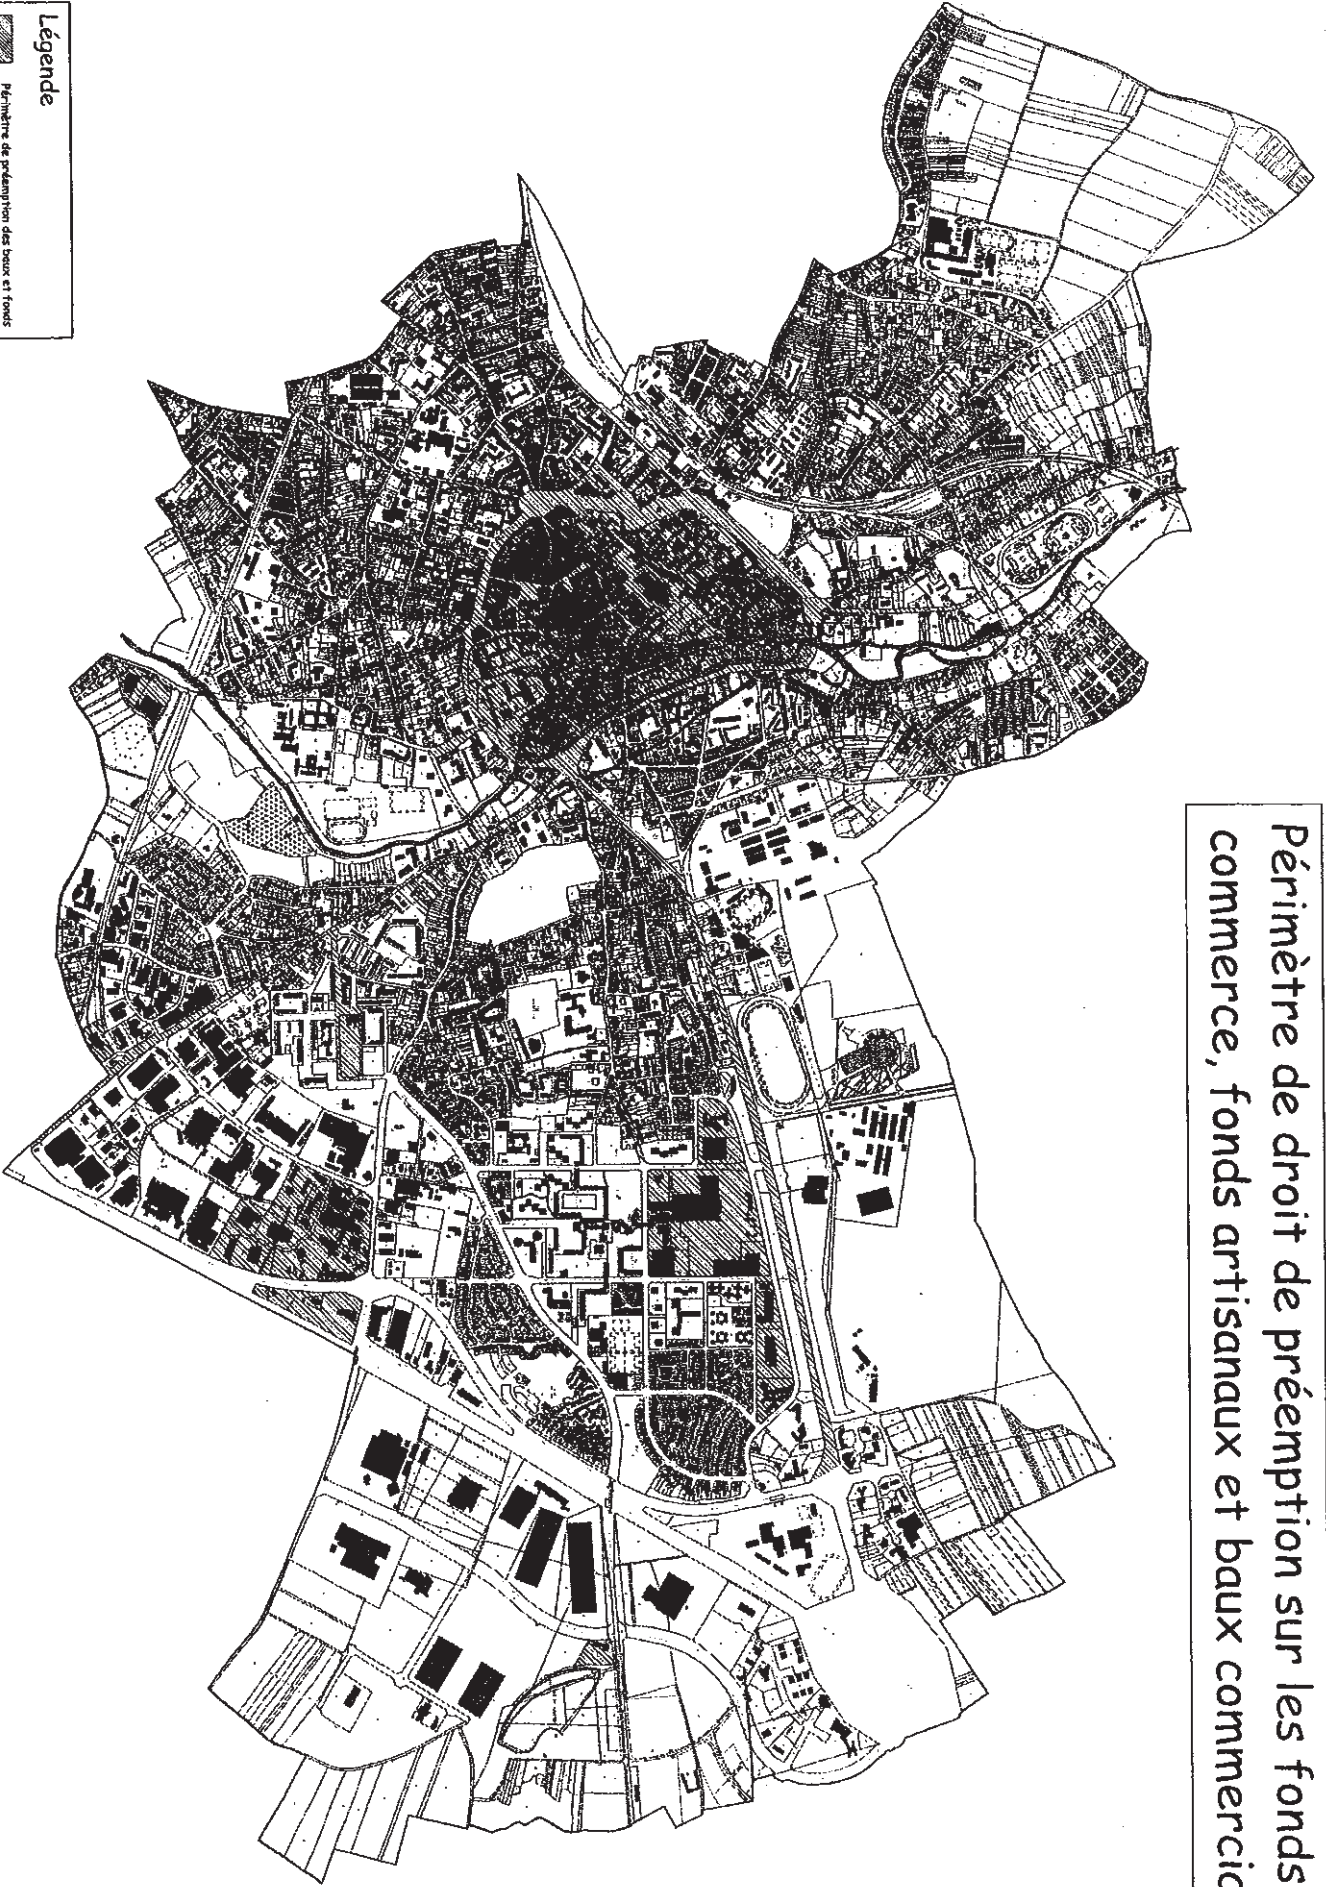 Périmètre de droit de préemption sur les fonds
commerce, fonds artisanaux et baux commercia
Légende
Périmètre de préemption des baux et fonds